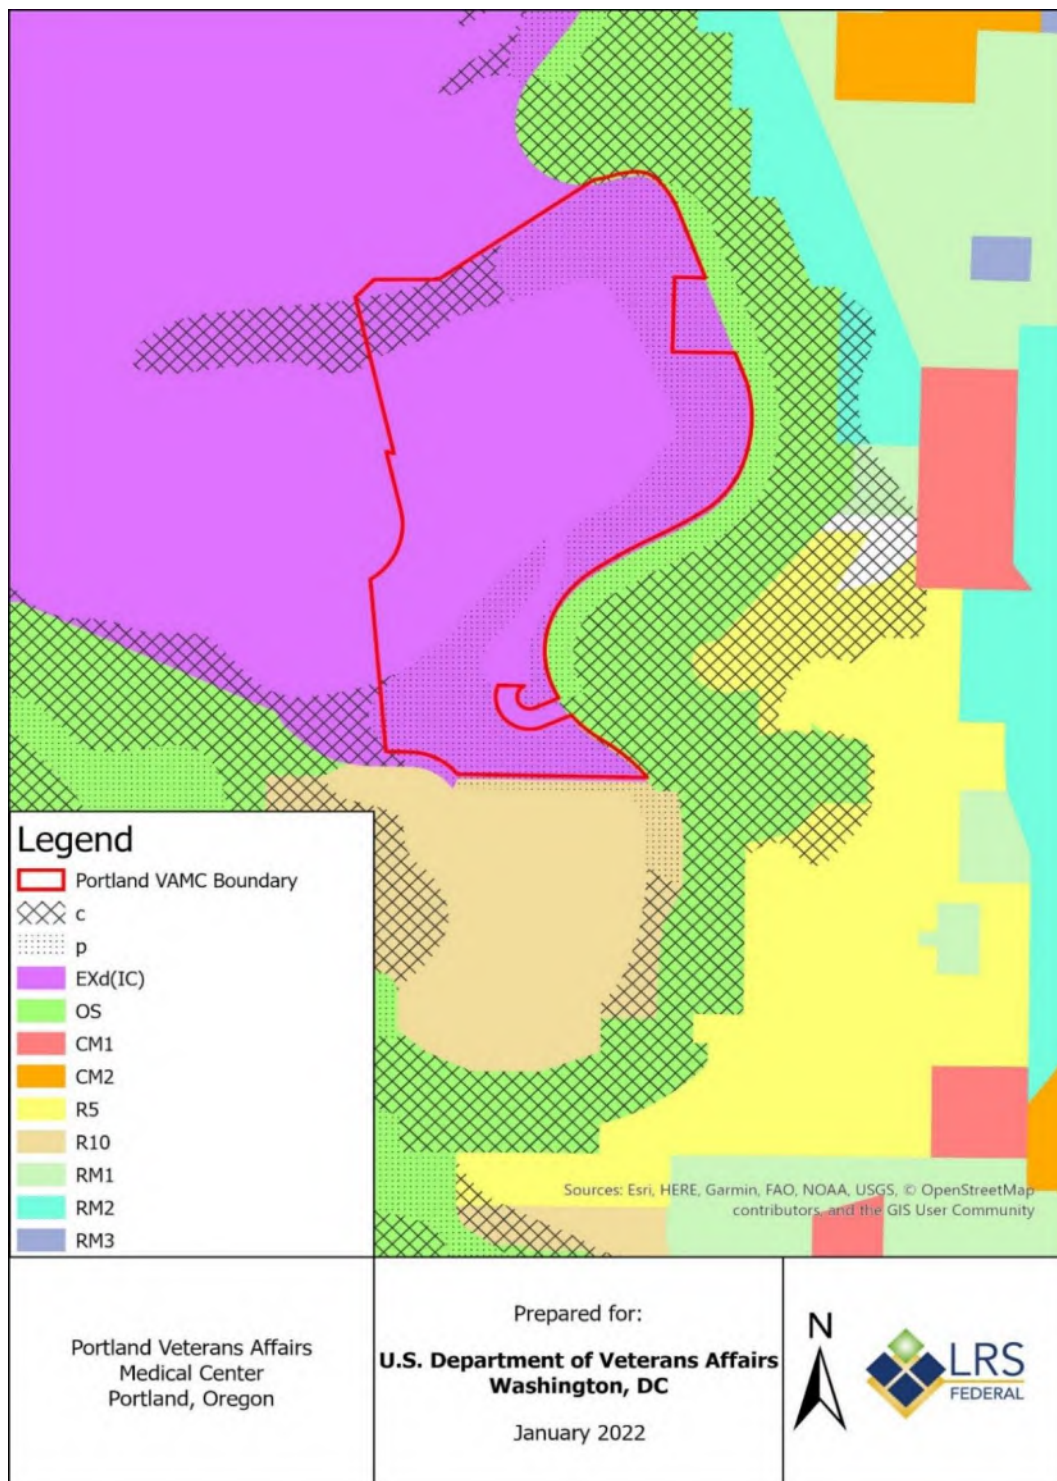 Legend
Portland VAMC Boundary
c
p
EXd(IC)
OS
CM1
CM2
R5
R10
RM1
RM2
RM3
Sources: Esri, HERE, Garmin, FAO, NOAA, USGS, © OpenStreetMap
contributors, and the GIS User Community
Portland Veterans Affairs
Medical Center
Portland, Oregon
Prepared for:
U.S. Department of Veterans Affairs
Washington, DC
January 2022
N
LRS
FEDERAL